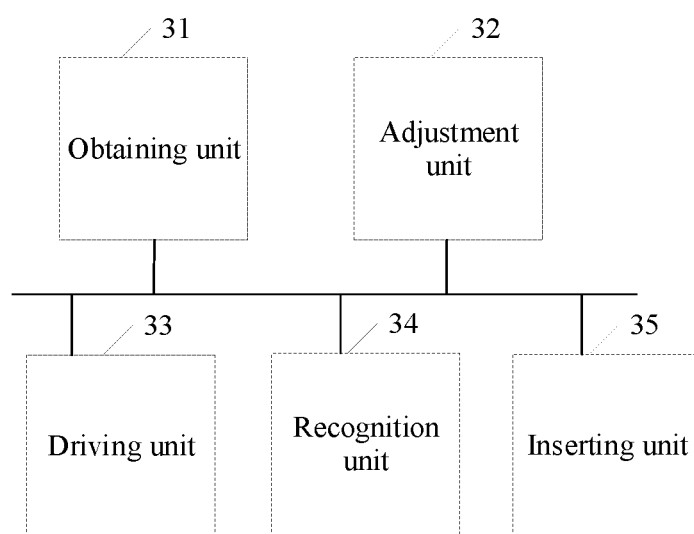 31
32
Obtaining unit
Adjustment
unit
33
34
35
Driving unit
Recognition
unit
Inserting unit